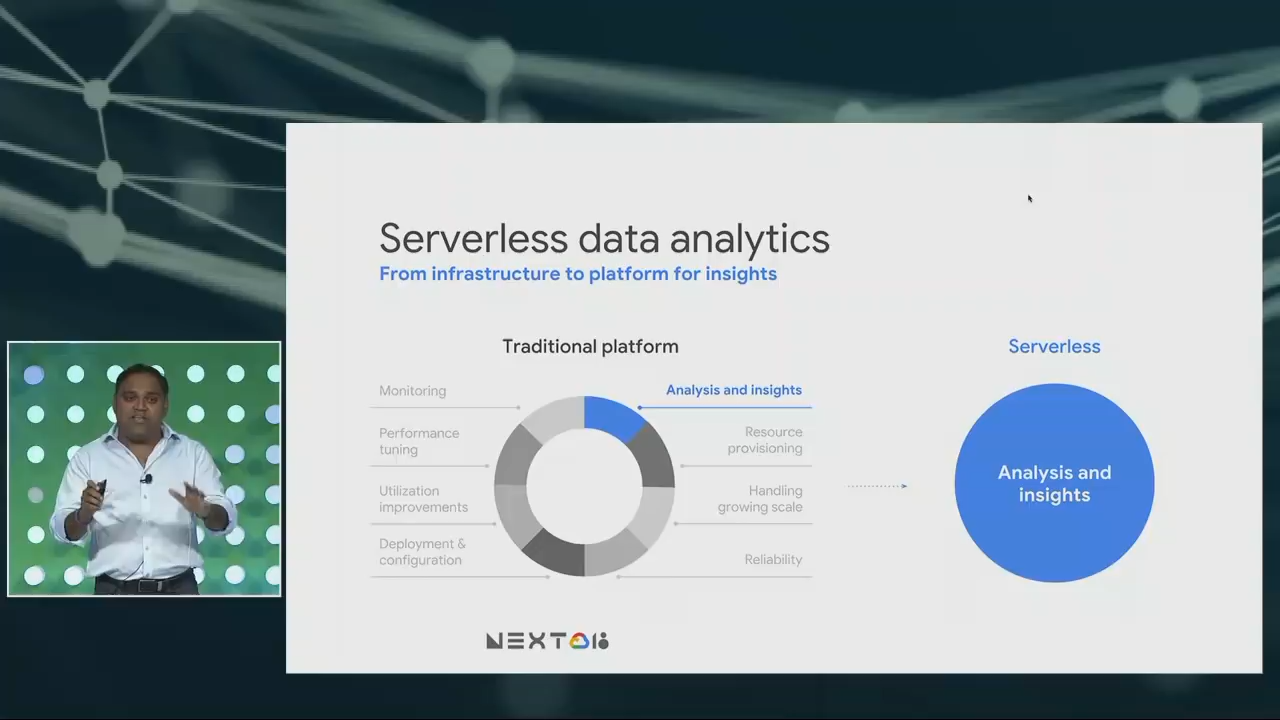 Serverless data analytics
From infrastructure to platform for insights
Traditional platform
Monitoring
Performance
tuning
Utilization
improvements
Deployment &
configuration
Analysis and insights
Resource
provisioning
Handling
growing scale
Reliability
Serverless
Analysis and
insights
NEXT18